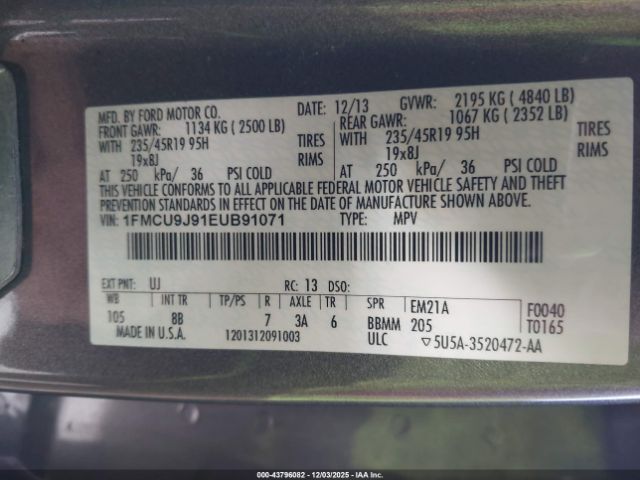 MFD. BY FORD MOTOR CO.
DATE: 12/13 GVWR: 2195 KG ( 4840 LB)
FRONT GAWR: 1134 KG ( 2500 LB) REAR GAWR: 1067 KG ( 2352 LB)
WITH 235/45R19 95H TIRES WITH 235/45R19 95H TIRES
19x8J RIMS 19x8J RIMS
AT 250 kPa/ 36 PSI COLD AT 250 kPa/ 36 PSI COLD
THIS VEHICLE CONFORMS TO ALL APPLICABLE FEDERAL MOTOR VEHICLE SAFETY AND THEFT
PREVENTION STANDARDS IN EFFECT ON THE DATE OF MANUFACTURE SHOWN ABOVE.
VIN: 1FMCU9J91EUB91071 TYPE: MPV
EXT PNT: UJ RC: 13 DSO:
WB INT TR TP/PS R AXLE TR SPR EM21A F0040
105 8B 7 3A 6 BBMM 205 T0165
MADE IN U.S.A. 1201312091003 ULC ▽5U5A-3520472-AA
000-43796082 - 12/03/2025 - IAAI, Inc.